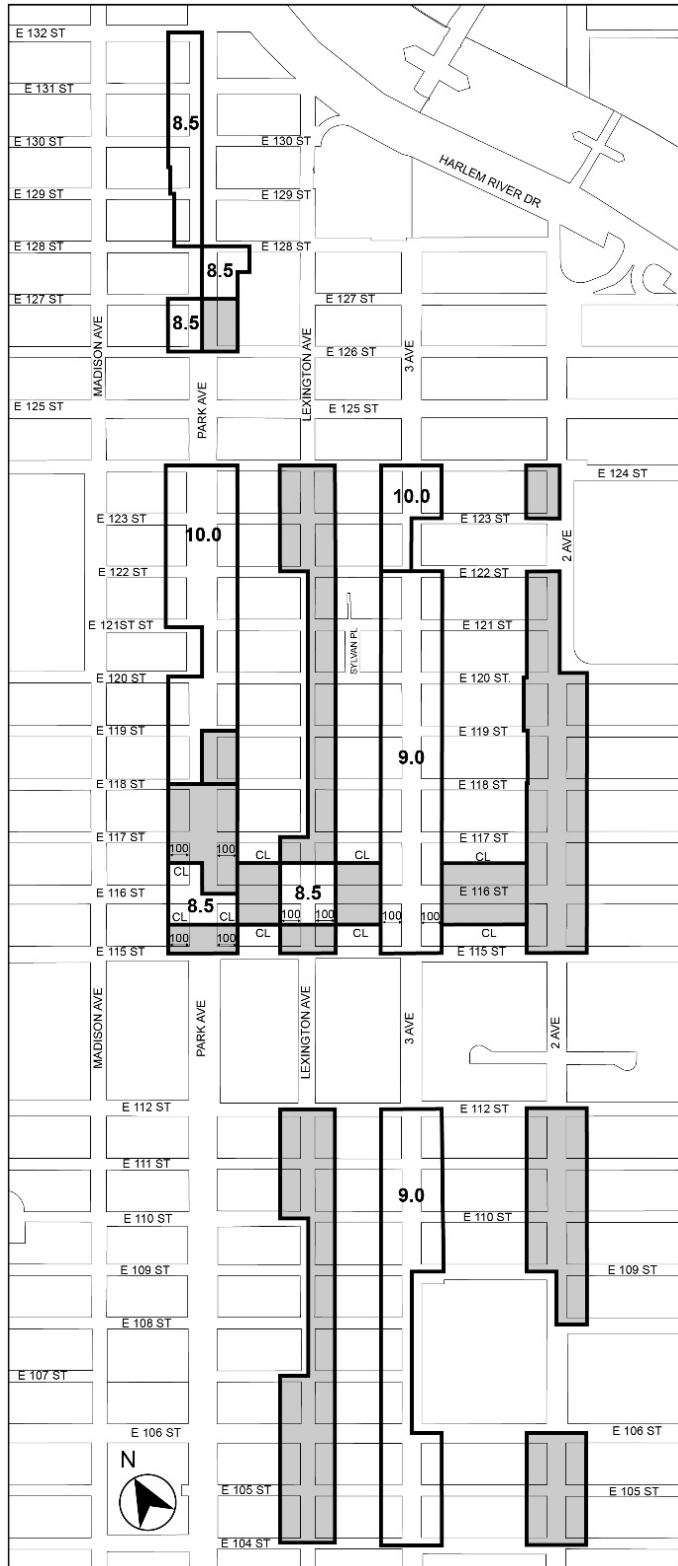 E 132 ST
E 131 ST
8.5
E 130 ST
E 130 ST
HARLEM RIVER DR
E 129 ST
E 129 ST
E 128 ST
E 128 ST
8.5
E 127 ST
E 127 ST
8.5
MADISON AVE
PARK AVE
LEXINGTON AVE
3 AVE
E 126 ST
E 125 ST
E 125 ST
E 124 ST
10.0
E 123 ST
E 123 ST
10.0
2 AVE
E 122 ST
E 122 ST
E 121ST ST
E 121 ST
SYLVAN PL
E 120 ST
E 120 ST.
E 119 ST
E 119 ST
9.0
E 118 ST
E 118 ST
E 117 ST
E 117 ST
100
100
CL
CL
CL
CL
E 116 ST
8.5
8.5
E 116 ST
CL
CL
100
100
100
100
100
100
CL
CL
CL
E 115 ST
E 115 ST
MADISON AVE
PARK AVE
LEXINGTON AVE
3 AVE
2 AVE
E 112 ST
E 112 ST
E 111 ST
9.0
E 110 ST
E 110 ST
E 109 ST
E 109 ST
E 108 ST
E 107 ST
E 106 ST
E 106 ST
N
E 105 ST
E 105 ST
E 104 ST